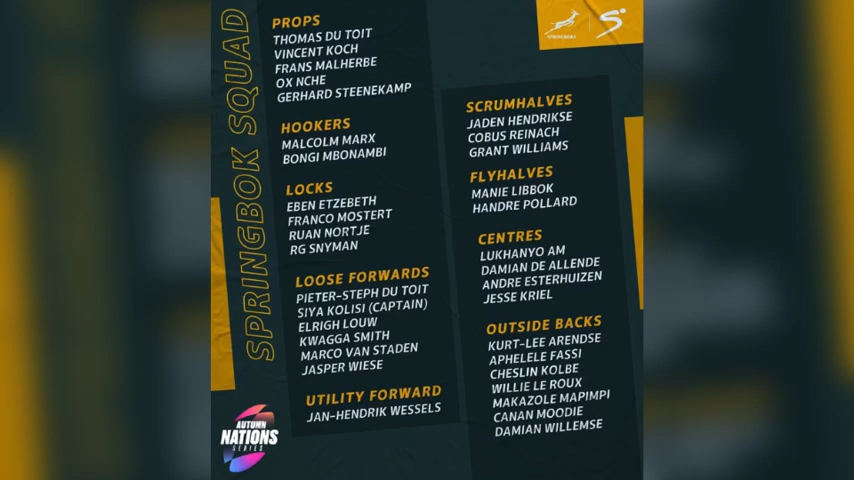 SPRINGBOK SQUAD
PROPS
THOMAS DU TOIT
VINCENT KOCH
FRANS MALHERBE
OX NCHE
GERHARD STEENEKAMP
HOOKERS
MALCOLM MARX
BONGI MBONAMBI
LOCKS
EBEN ETZEBETH
FRANCO MOSTERT
RUAN NORTJE
RG SNYMAN
LOOSE FORWARDS
PIETER-STEPH DU TOIT
SIYA KOLISI (CAPTAIN)
ELRIGH LOUW
KWAGGA SMITH
MARCO VAN STADEN
JASPER WIESE
UTILITY FORWARD
JAN-HENDRIK WESSELS
SCRUMHALVES
JADEN HENDRIKSE
COBUS REINACH
GRANT WILLIAMS
FLYHALVES
MANIE LIBBOK
HANDRE POLLARD
CENTRES
LUKHANYO AM
DAMIAN DE ALLENDE
ANDRE ESTERHUIZEN
JESSE KRIEL
OUTSIDE BACKS
KURT-LEE ARENDSE
APHELELE FASSI
CHESLIN KOLBE
WILLIE LE ROUX
MAKAZOLE MAPIMPI
CANAN MOODIE
DAMIAN WILLEMSE
AUTUMN
NATIONS
SERIES
SPRINGBOKS